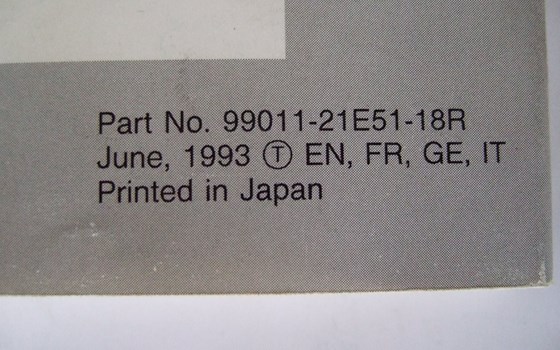 Part No. 99011-21E51-18R
June, 1993 Ⓣ EN, FR, GE, IT
Printed in Japan